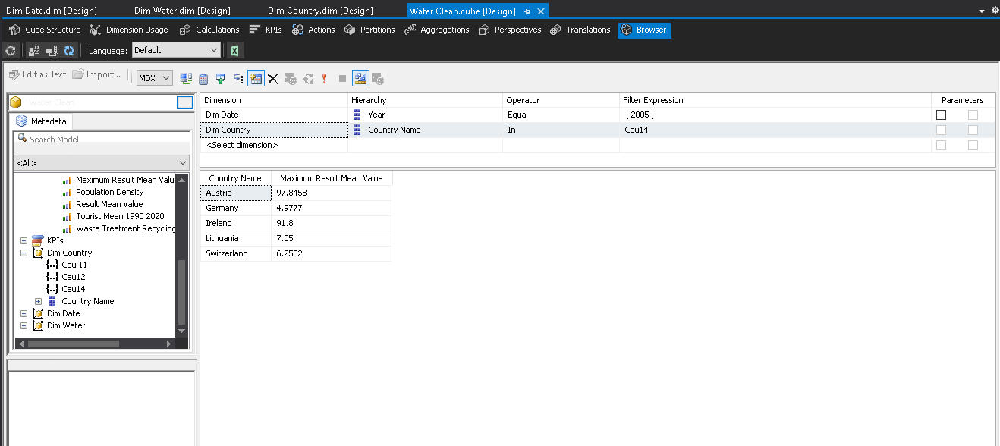 Dim Date.dim [Design] Dim Water.dim [Design] Dim Country.dim [Design] Water Clean.cube [Design]
Cube Structure Dimension Usage Calculations KPIs Actions Partitions Aggregations Perspectives Translations Browser
Language: Default
Edit as Text Import... MDX
Water Clean
Metadata
Search Model
<All>
Maximum Result Mean Valu
Population Density
Result Mean Value
Tourist Mean 1990 2020
Waste Treatment Recycling
KPIs
Dim Country
Cau 11
Cau12
Cau14
Country Name
Dim Date
Dim Water
Dimension Hierarchy Operator Filter Expression Parameters
Dim Date Year Equal { 2005 }
Dim Country Country Name In Cau14
<Select dimension>
Country Name Maximum Result Mean Value
Austria 97.8458
Germany 4.9777
Ireland 91.8
Lithuania 7.05
Switzerland 6.2582